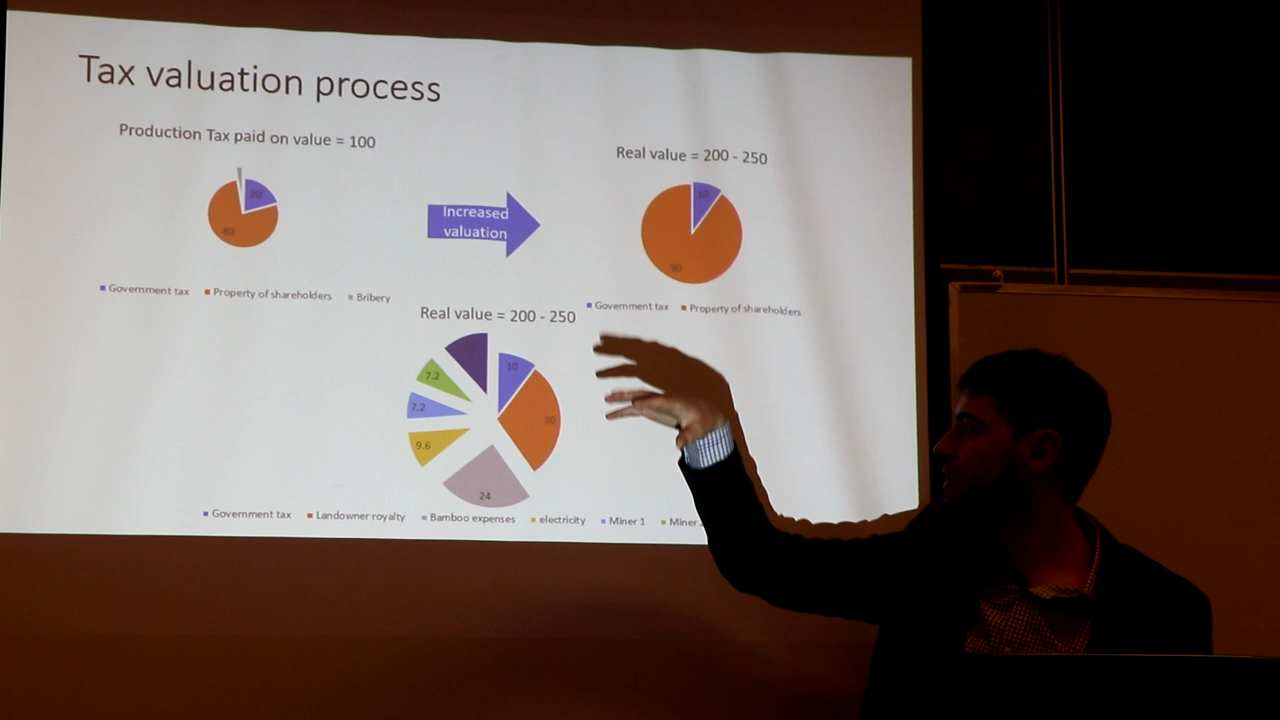 Tax valuation process
Production Tax paid on value = 100
20
80
Government tax Property of shareholders Bribery
Increased
valuation
Real value = 200 - 250
10
90
Government tax Property of shareholders
Real value = 200 - 250
10
30
24
9.6
7.2
7.2
Government tax Landowner royalty Bamboo expenses electricity Miner 1 Miner